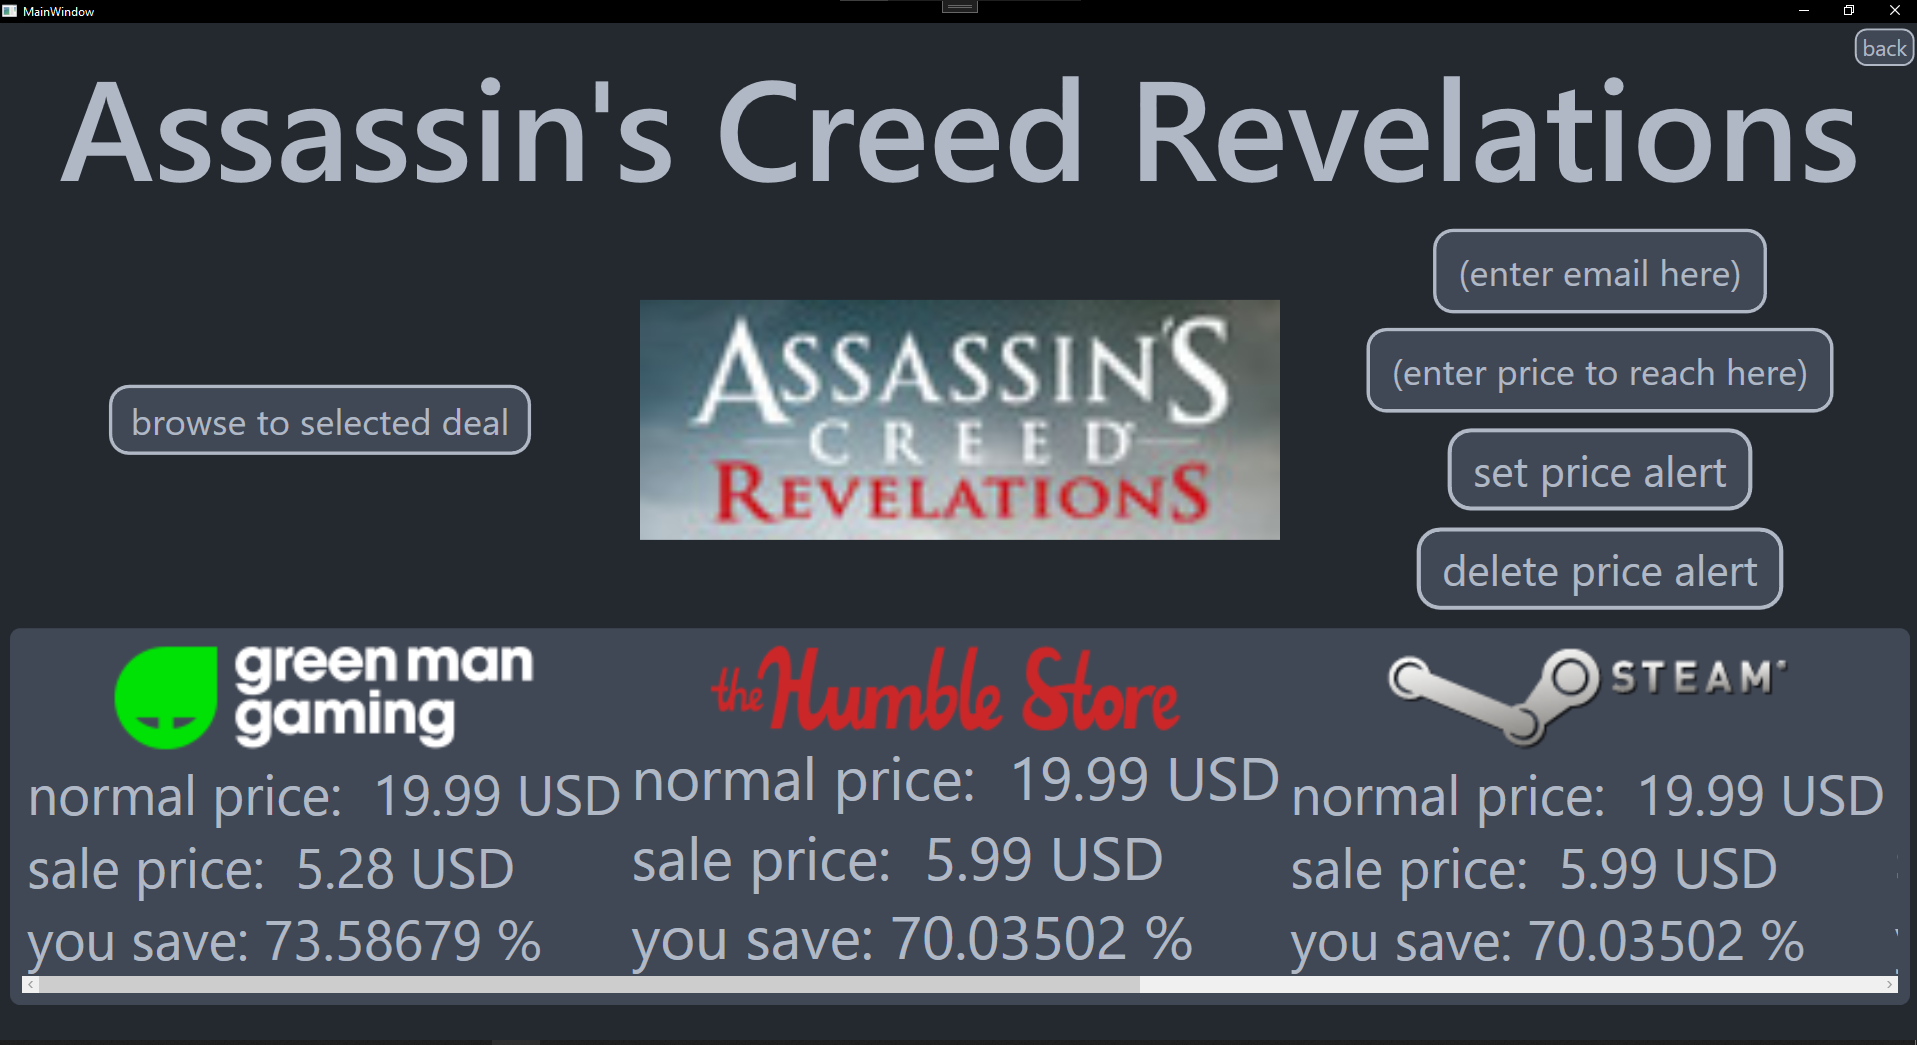 MainWindow
back
Assassin's Creed Revelations
(enter email here)
(enter price to reach here)
set price alert
delete price alert
browse to selected deal
ASSASSIN'S
CREED
REVELATIONS
green man
gaming
normal price:  19.99 USD
sale price:  5.28 USD
you save: 73.58679 %
the Humble Store
normal price:  19.99 USD
sale price:  5.99 USD
you save: 70.03502 %
STEAM
normal price:  19.99 USD
sale price:  5.99 USD
you save: 70.03502 %